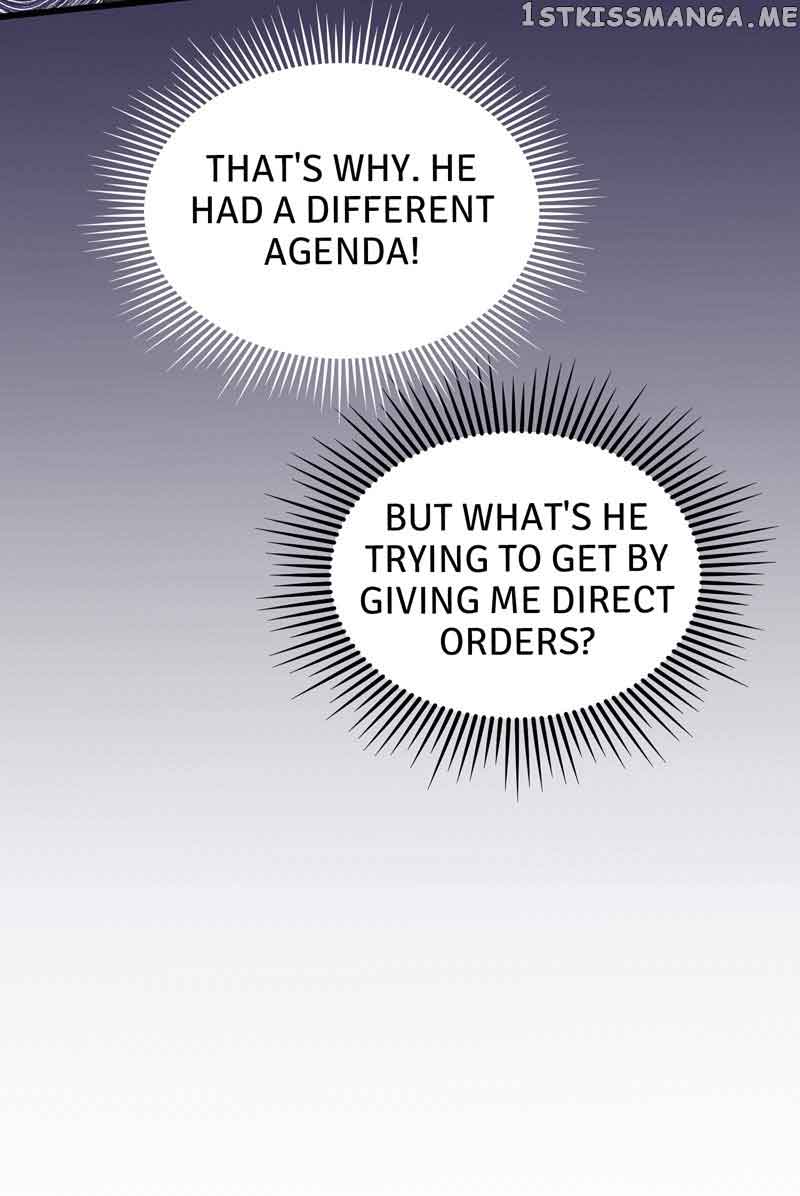 1STKISSMANGA.ME
THAT'S WHY. HE
HAD A DIFFERENT
AGENDA!
BUT WHAT'S HE
TRYING TO GET BY
GIVING ME DIRECT
ORDERS?